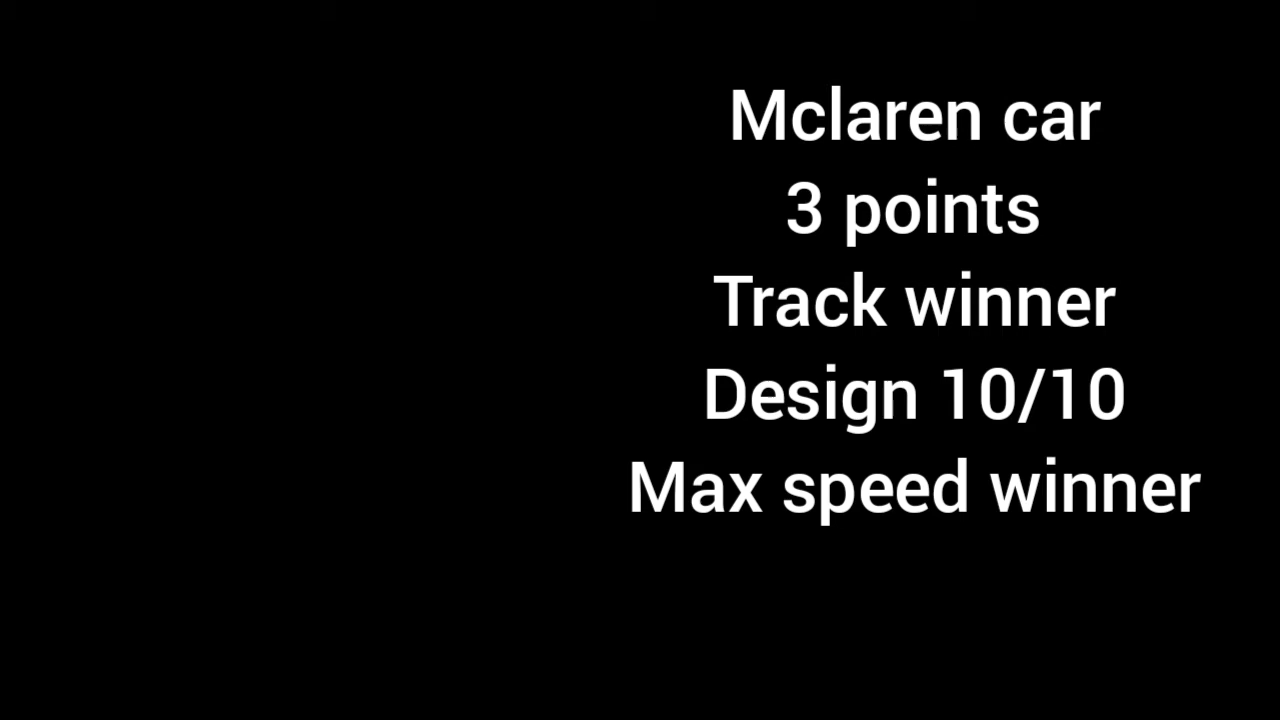 Mclaren car
3 points
Track winner
Design 10/10
Max speed winner